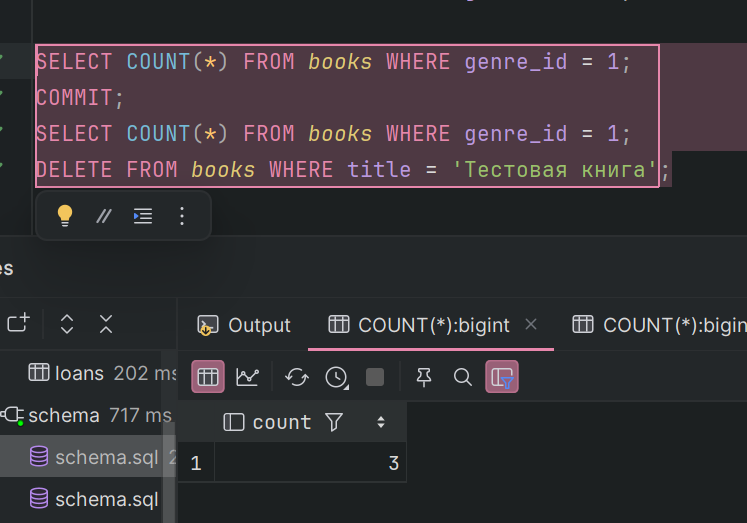 SELECT COUNT(*) FROM books WHERE genre_id = 1;
COMMIT;
SELECT COUNT(*) FROM books WHERE genre_id = 1;
DELETE FROM books WHERE title = 'Тестовая книга';
es
Output
COUNT(*):bigint
COUNT(*):bigin
loans 202 ms
schema 717 ms
schema.sql 2
schema.sql
count
1 3